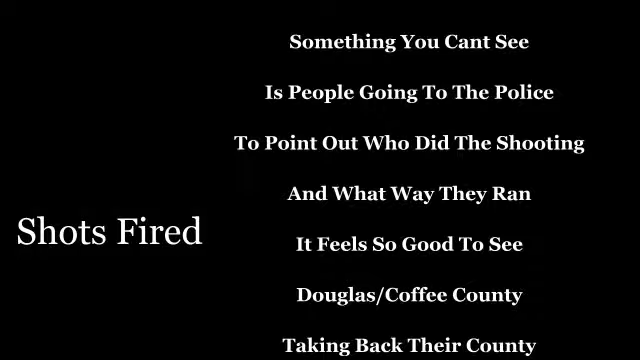 Something You Cant See
Is People Going To The Police
To Point Out Who Did The Shooting
And What Way They Ran
Shots Fired
It Feels So Good To See
Douglas/Coffee County
Taking Back Their County